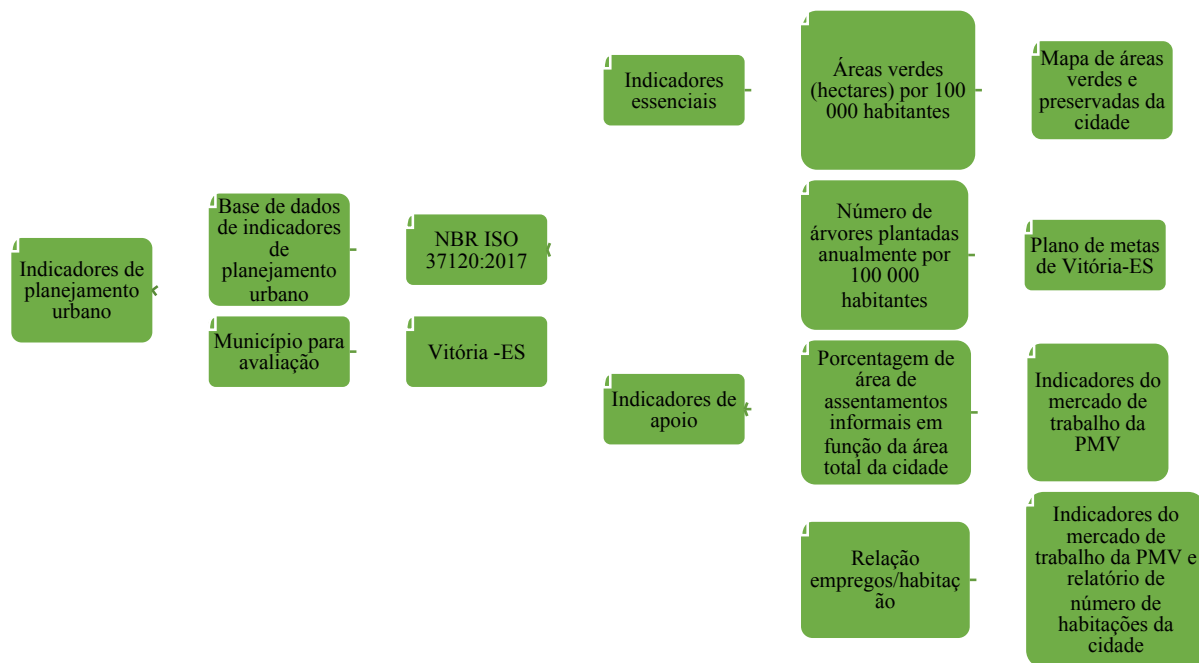 Indicadores de
planejamento
urbano
Base de dados
de indicadores
de
planejamento
urbano
Município para
avaliação
NBR ISO
37120:2017
Vitória -ES
Indicadores
essenciais
Indicadores de
apoio
Áreas verdes
(hectares) por 100
000 habitantes
Número de
árvores plantadas
anualmente por
100 000
habitantes
Porcentagem de
área de
assentamentos
informais em
função da área
total da cidade
Relação
empregos/habitaç
ão
Mapa de áreas
verdes e
preservadas da
cidade
Plano de metas
de Vitória-ES
Indicadores do
mercado de
trabalho da
PMV
Indicadores do
mercado de
trabalho da PMV e
relatório de
número de
habitações da
cidade